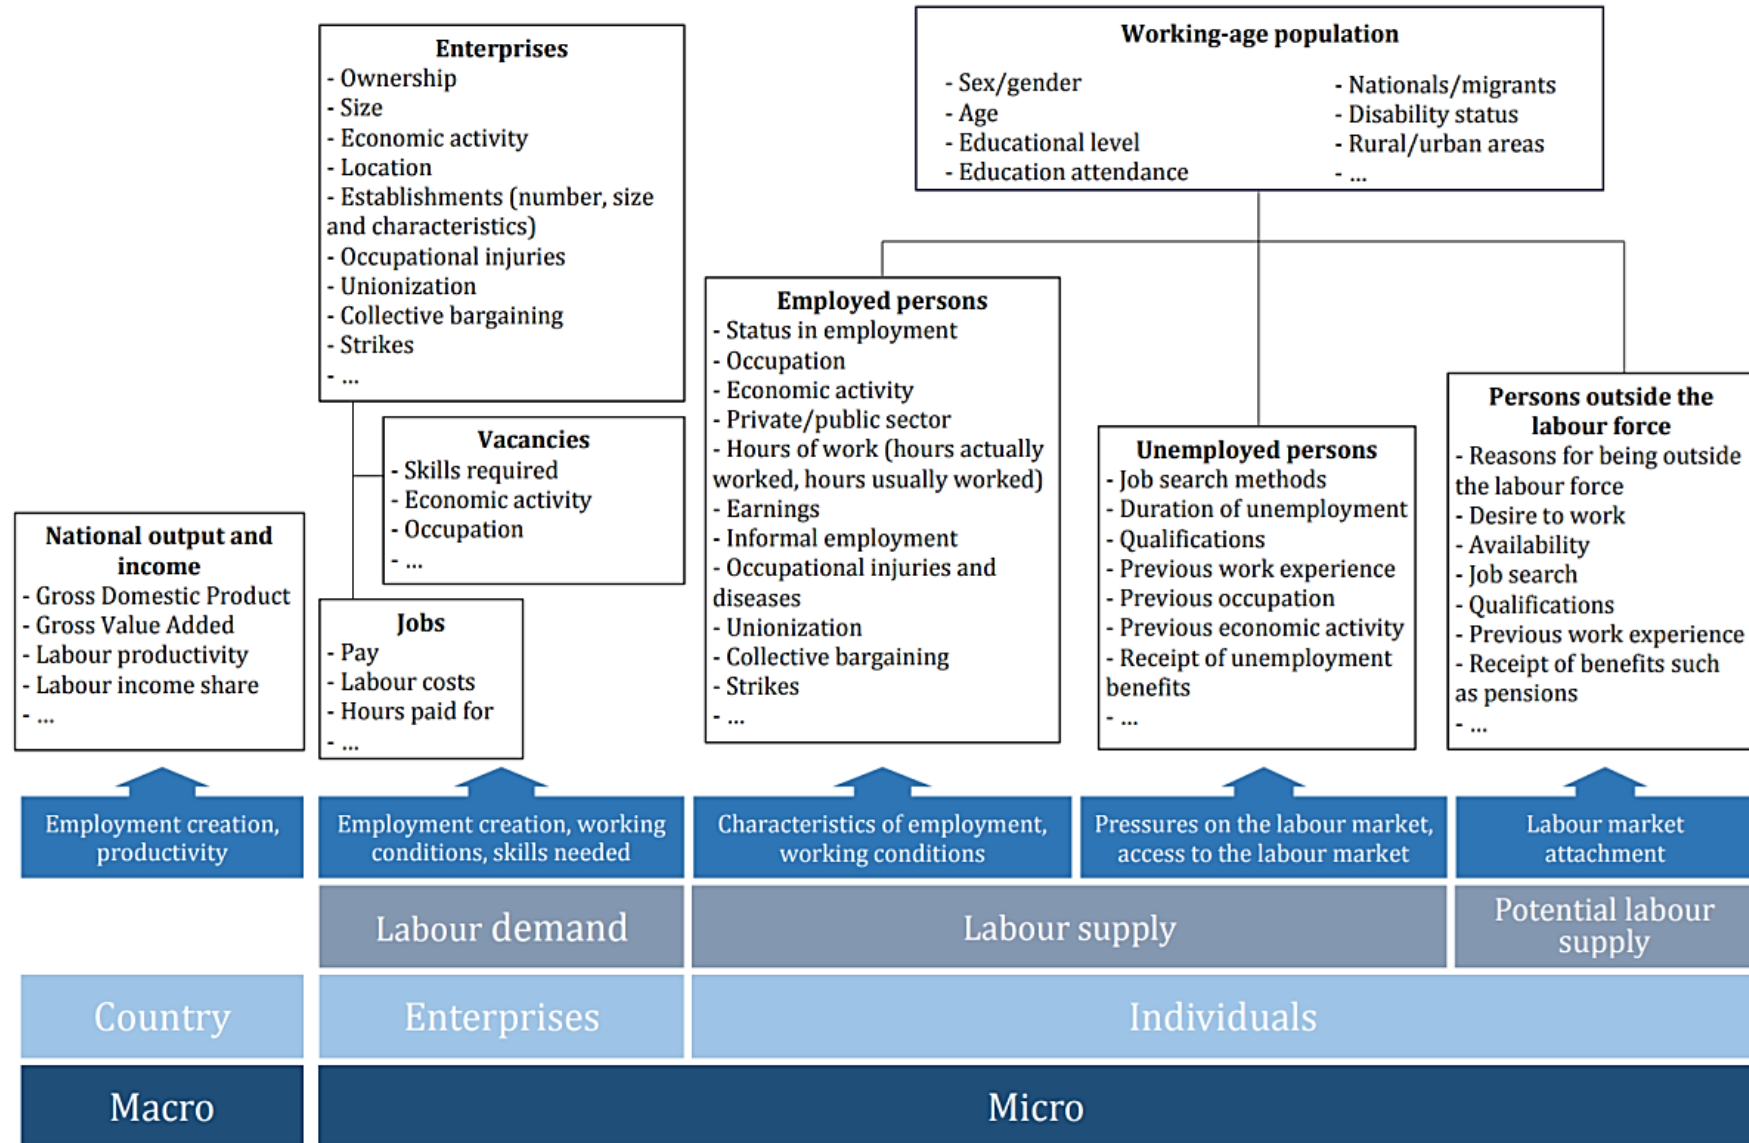 Enterprises
- Ownership
- Size
- Economic activity
- Location
- Establishments (number, size
and characteristics)
- Occupational injuries
- Unionization
- Collective bargaining
- Strikes
- ...
Vacancies
- Skills required
- Economic activity
- Occupation
- ...
Jobs
- Pay
- Labour costs
- Hours paid for
- ...
National output and
income
- Gross Domestic Product
- Gross Value Added
- Labour productivity
- Labour income share
- ...
Working-age population
- Sex/gender
- Age
- Educational level
- Education attendance
- Nationals/migrants
- Disability status
- Rural/urban areas
- ...
Employed persons
- Status in employment
- Occupation
- Economic activity
- Private/public sector
- Hours of work (hours actually
worked, hours usually worked)
- Earnings
- Informal employment
- Occupational injuries and
diseases
- Unionization
- Collective bargaining
- Strikes
- ...
Unemployed persons
- Job search methods
- Duration of unemployment
- Qualifications
- Previous work experience
- Previous occupation
- Previous economic activity
- Receipt of unemployment
benefits
- ...
Persons outside the
labour force
- Reasons for being outside
the labour force
- Desire to work
- Availability
- Job search
- Qualifications
- Previous work experience
- Receipt of benefits such
as pensions
- ...
Employment creation,
productivity
Employment creation, working
conditions, skills needed
Characteristics of employment,
working conditions
Pressures on the labour market,
access to the labour market
Labour market
attachment
Labour demand
Labour supply
Potential labour
supply
Country
Enterprises
Individuals
Macro
Micro